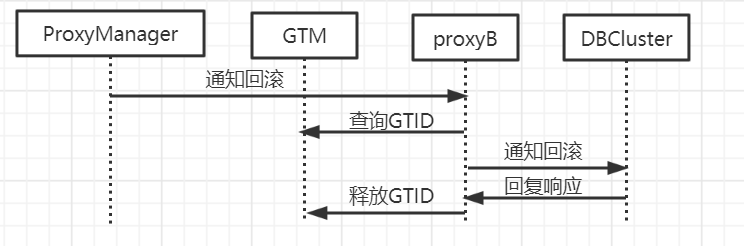 ProxyManager
GTM
proxyB
DBCluster
通知回滚
查询GTID
通知回滚
回复响应
释放GTID